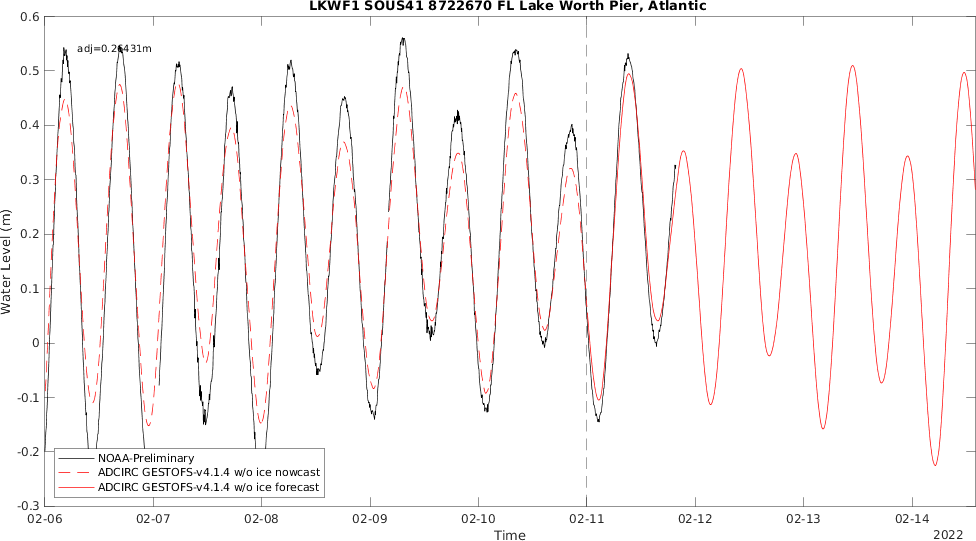 LKWF1 SOUS41 8722670 FL Lake Worth Pier, Atlantic
adj=0.26431m
Water Level (m)
0.6
0.5
0.4
0.3
0.2
0.1
0
-0.1
-0.2
-0.3
NOAA-Preliminary
ADCIRC GESTOFS-v4.1.4 w/o ice nowcast
ADCIRC GESTOFS-v4.1.4 w/o ice forecast
02-06 02-07 02-08 02-09 02-10 02-11 02-12 02-13 02-14
Time
2022